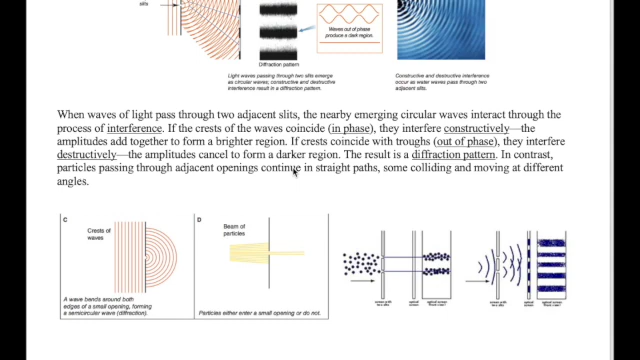 slits
Waves out of phase
produce a dark region.
Diffraction pattern
Light waves passing through two slits emerge
as circular waves; constructive and destructive
interference result in a diffraction pattern.
Constructive and destructive interference
occur as water waves pass through two
adjacent slits.
When waves of light pass through two adjacent slits, the nearby emerging circular waves interact through the
process of interference. If the crests of the waves coincide (in phase), they interfere constructively—the
amplitudes add together to form a brighter region. If crests coincide with troughs (out of phase), they interfere
destructively—the amplitudes cancel to form a darker region. The result is a diffraction pattern. In contrast,
particles passing through adjacent openings continue in straight paths, some colliding and moving at different
angles.
C
Crests of
waves
A wave bends around both
edges of a small opening, forming
a semicircular wave (diffraction).
D
Beam of
particles
Particles either enter a small opening or do not.